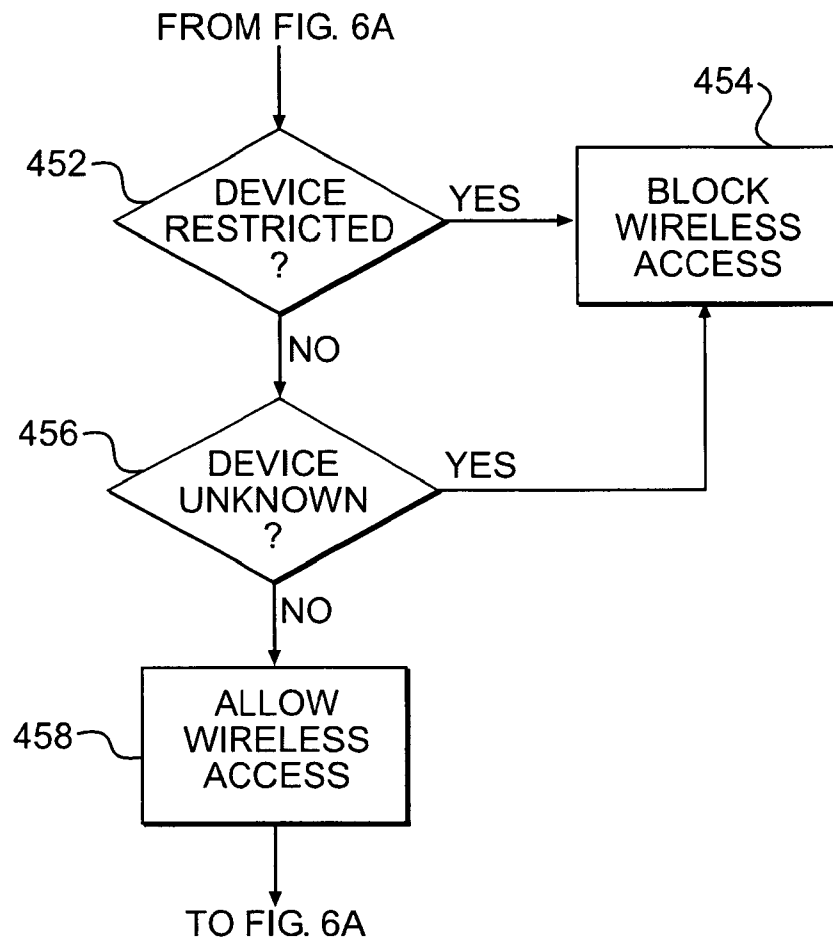 FROM FIG. 6A
452
DEVICE
RESTRICTED
?
YES
454
BLOCK
WIRELESS
ACCESS
NO
456
DEVICE
UNKNOWN
?
YES
NO
458
ALLOW
WIRELESS
ACCESS
TO FIG. 6A